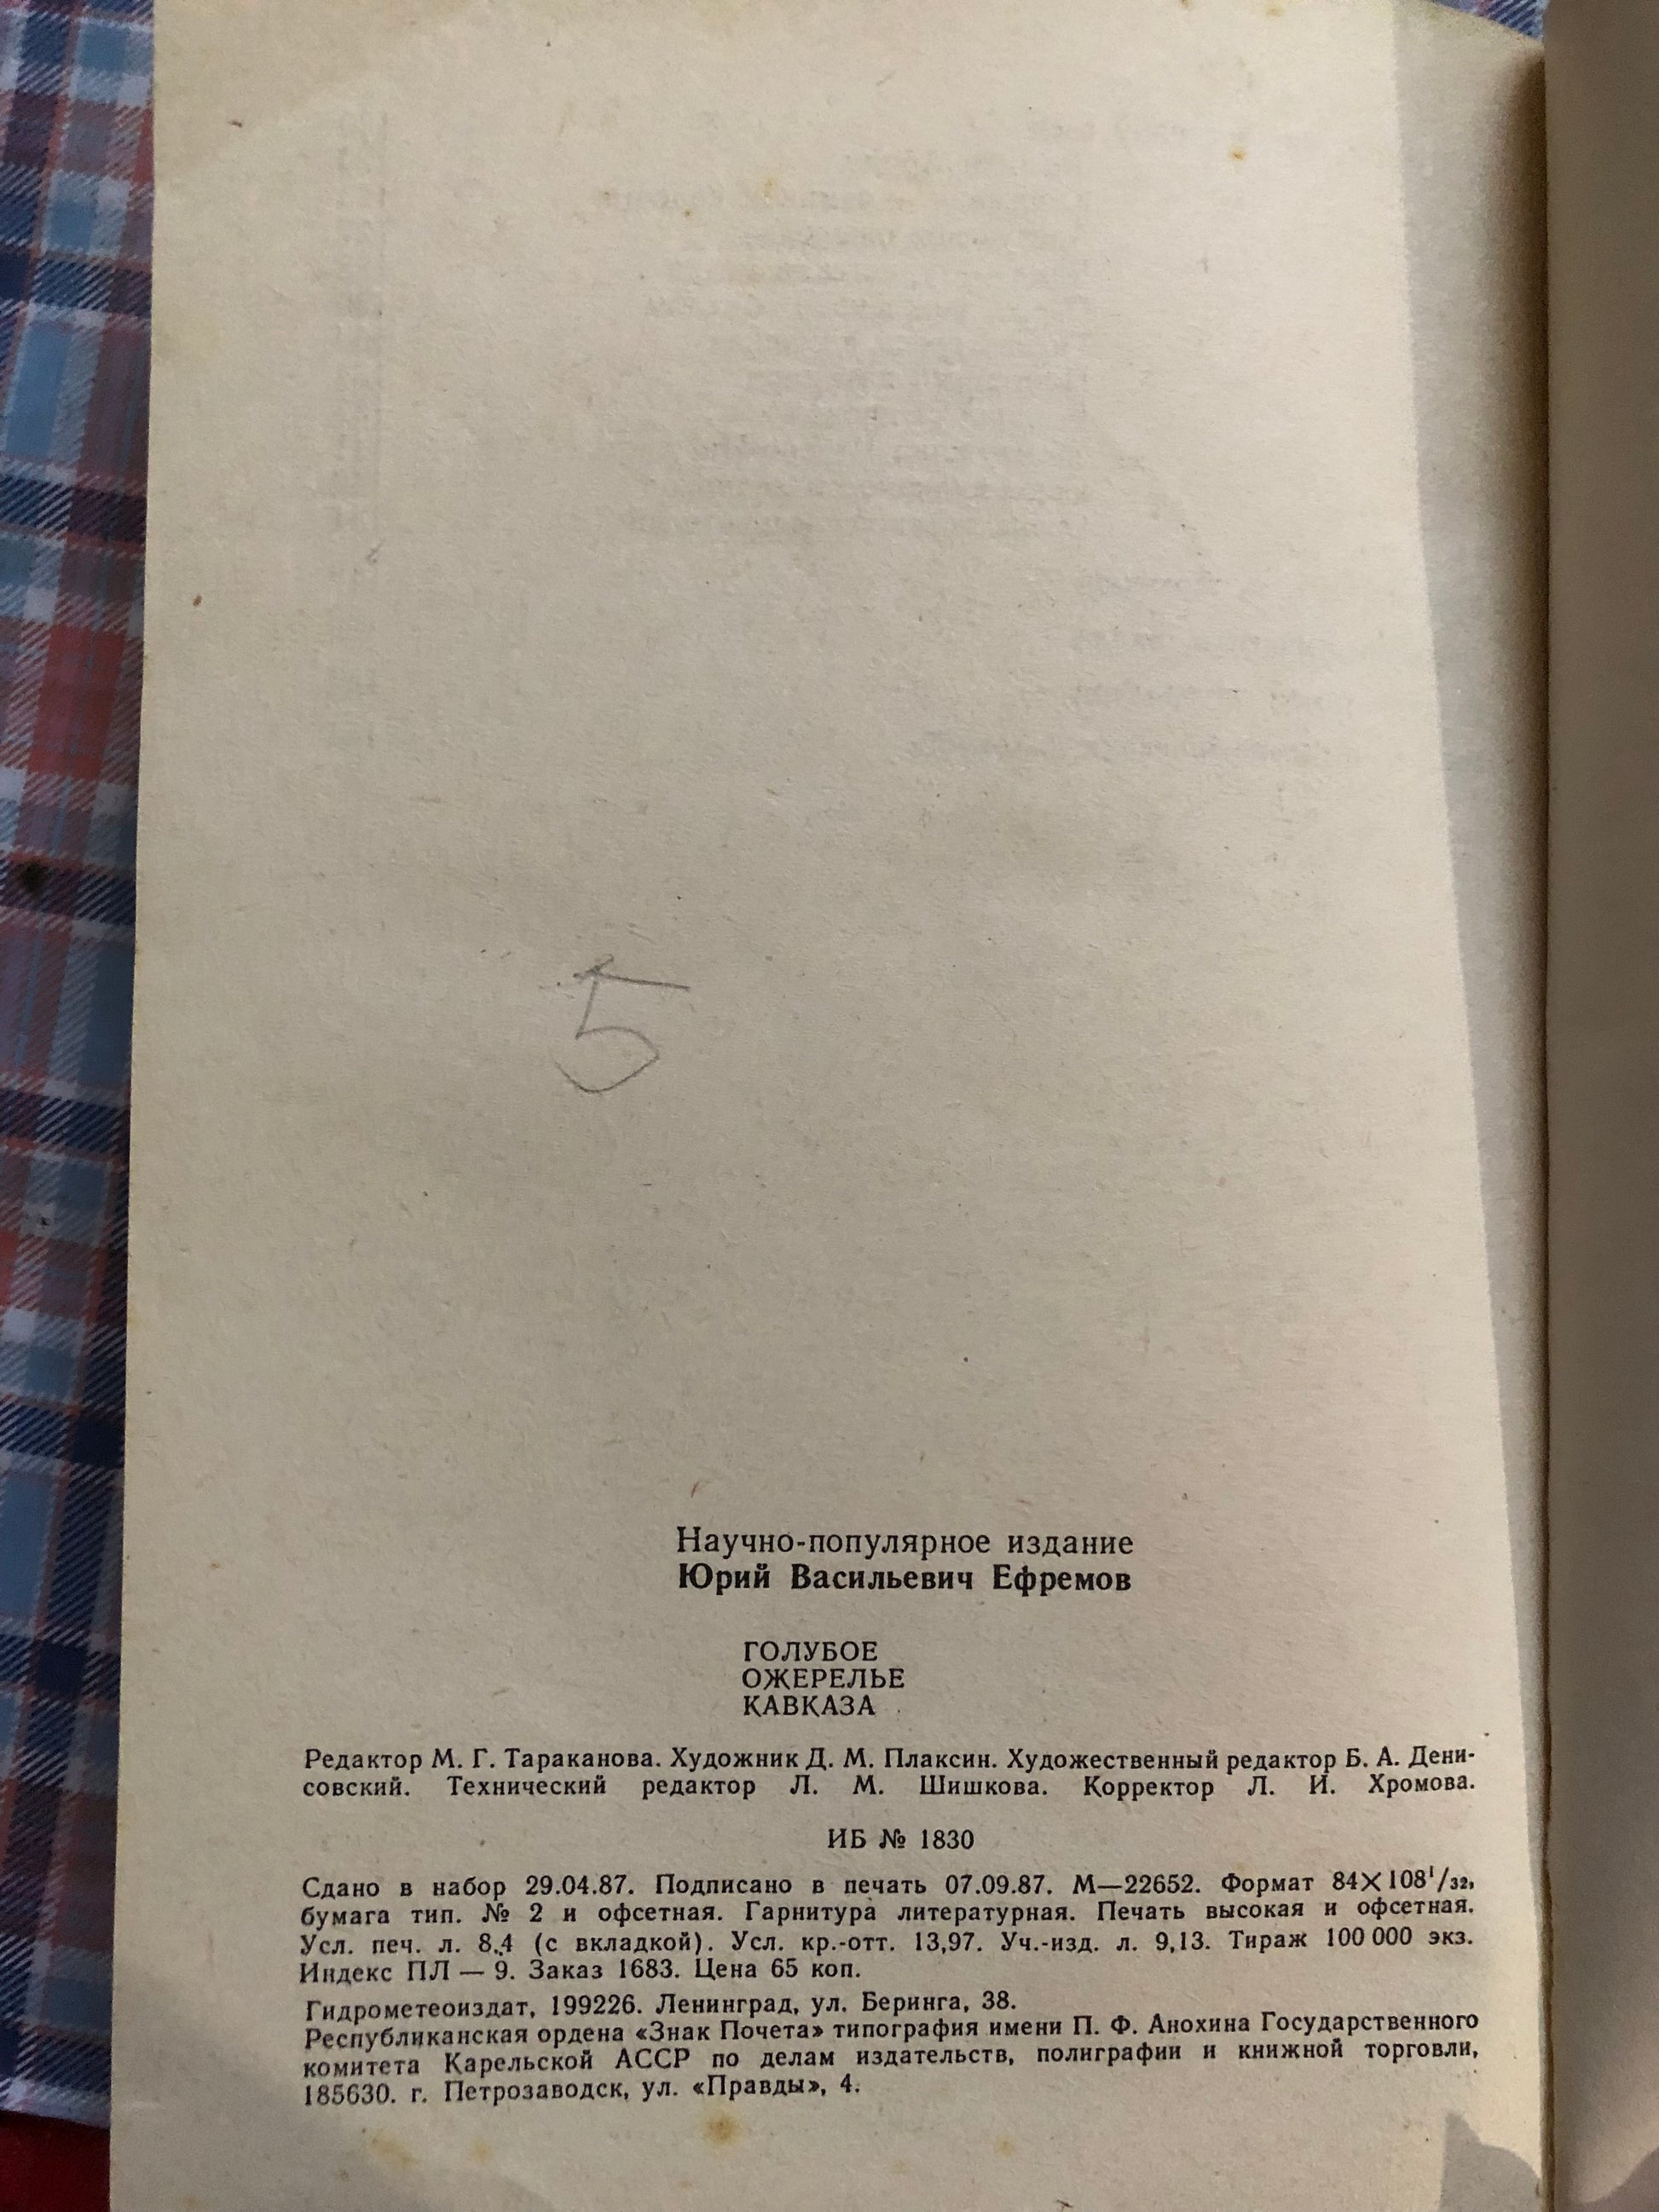 5
Научно-популярное издание
Юрий Васильевич Ефремов
ГОЛУБОЕ
ОЖЕРЕЛЬЕ
КАВКАЗА
Редактор М. Г. Тараканова. Художник Д. М. Плаксин. Художественный редактор Б. А. Дени-
совский. Технический редактор Л. М. Шишкова. Корректор Л. И. Хромова.
ИБ № 1830
Сдано в набор 29.04.87. Подписано в печать 07.09.87. М—22652. Формат 84×108¹/₃₂,
бумага тип. № 2 и офсетная. Гарнитура литературная. Печать высокая и офсетная.
Усл. печ. л. 8,4 (с вкладкой). Усл. кр.-отт. 13,97. Уч.-изд. л. 9,13. Тираж 100 000 экз.
Индекс ПЛ — 9. Заказ 1683. Цена 65 коп.
Гидрометеоиздат, 199226. Ленинград, ул. Беринга, 38.
Республиканская ордена «Знак Почета» типография имени П. Ф. Анохина Государственного
комитета Карельской АССР по делам издательств, полиграфии и книжной торговли,
185630. г. Петрозаводск, ул. «Правды», 4.